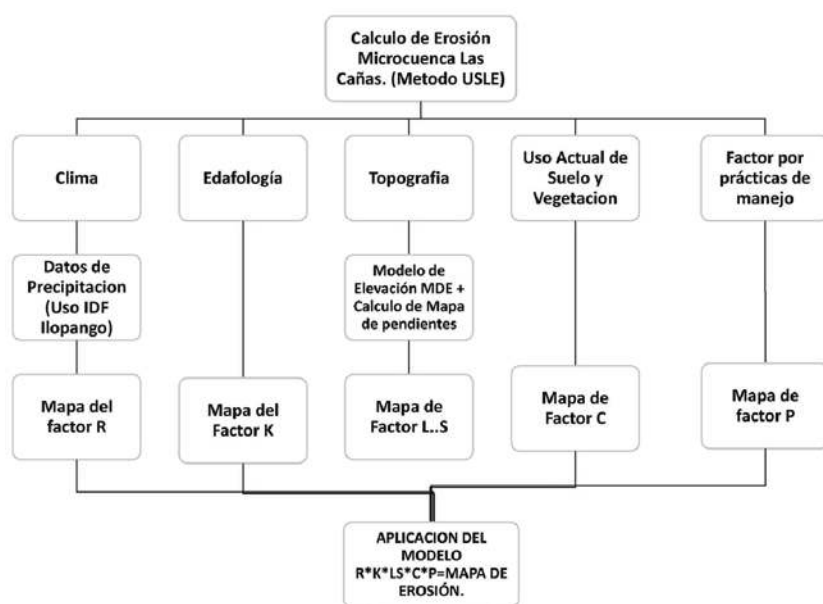 Calculo de Erosión
Microcuenca Las
Cañas. (Metodo USLE)
Clima
Edafología
Topografia
Uso Actual de
Suelo y
Vegetacion
Factor por
prácticas de
manejo
Datos de
Precipitacion
(Uso IDF
Ilopango)
Modelo de
Elevación MDE +
Calculo de Mapa
de pendientes
Mapa del
factor R
Mapa del
Factor K
Mapa de
Factor L..S
Mapa de
Factor C
Mapa de
factor P
APLICACION DEL
MODELO
R*K*LS*C*P=MAPA DE
EROSIÓN.